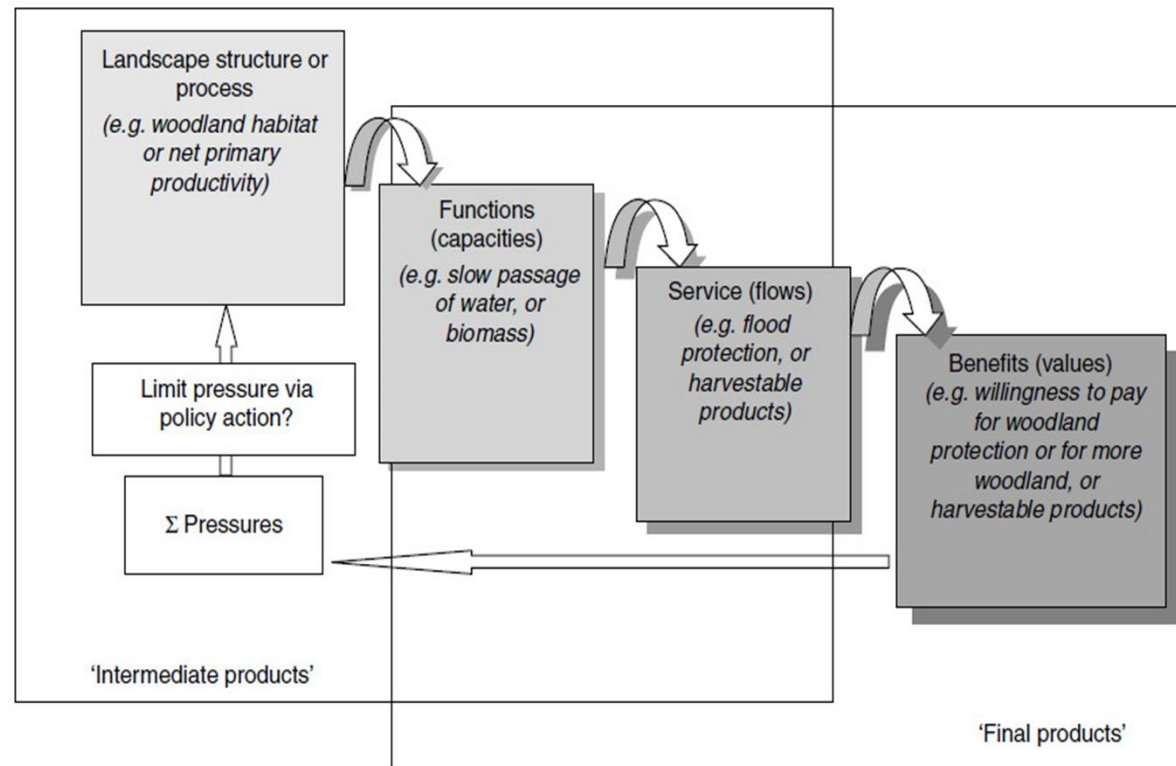 Landscape structure or
process
(e.g. woodland habitat
or net primary
productivity)
Functions
(capacities)
(e.g. slow passage
of water, or
biomass)
Service (flows)
(e.g. flood
protection, or
harvestable
products)
Benefits (values)
(e.g. willingness to pay
for woodland
protection or for more
woodland, or
harvestable products)
Limit pressure via
policy action?
Σ Pressures
‘Intermediate products’
‘Final products’